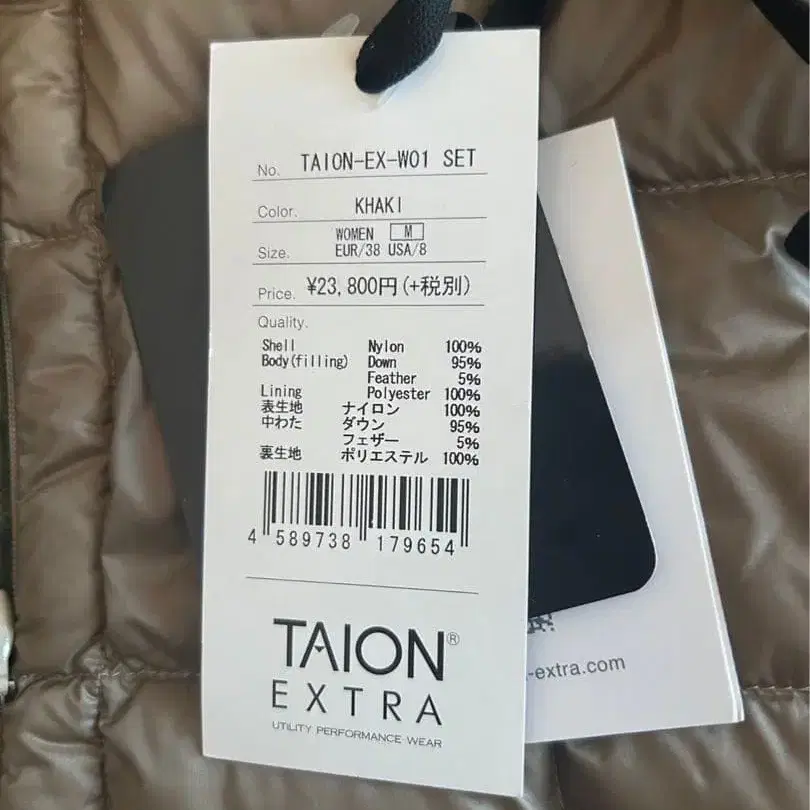 No. TAION-EX-W01 SET
Color. KHAKI
Size. WOMEN M
EUR/38 USA/8
Price. ¥23,800円(+税別)
Quality.
Shell Nylon 100%
Body(filling) Down 95%
Feather 5%
Lining Polyester 100%
表生地 ナイロン 100%
中わた ダウン 95%
フェザー 5%
裏生地 ポリエステル 100%
4 589738 179654
TAION®
EXTRA
UTILITY PERFORMANCE WEAR
-extra.com